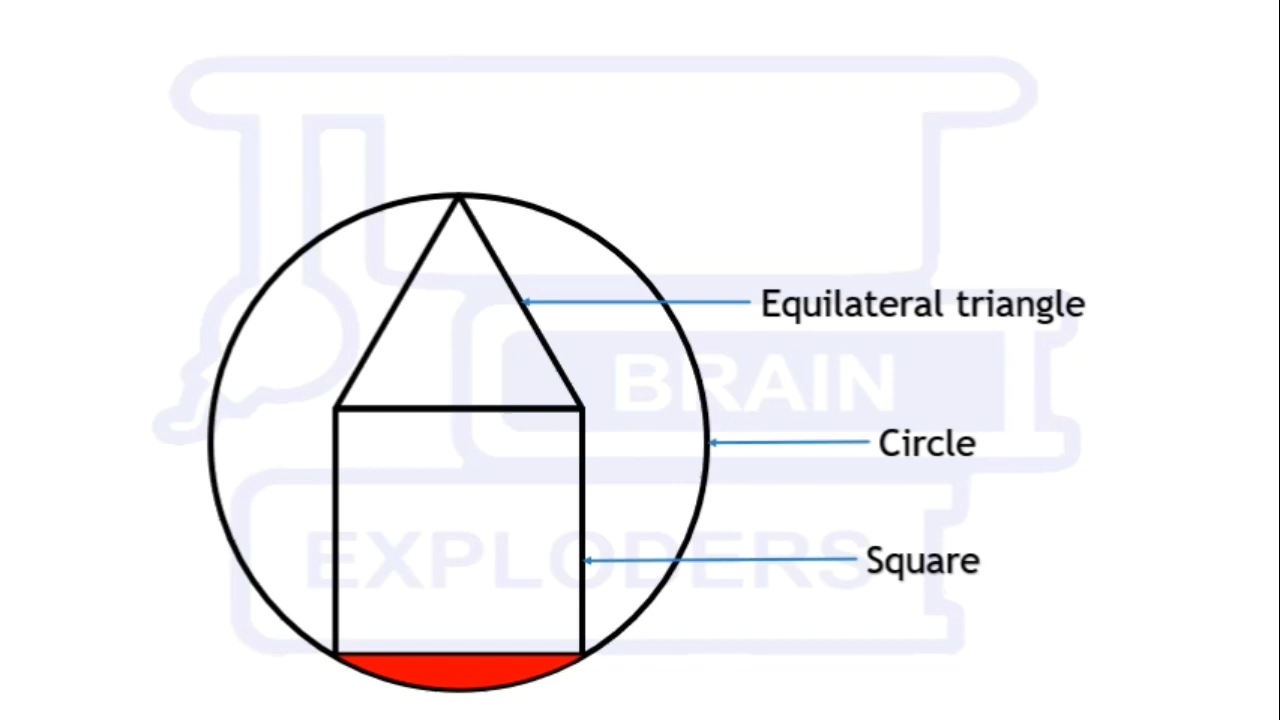 Equilateral triangle
BRAIN
Circle
EXPLODERS
Square